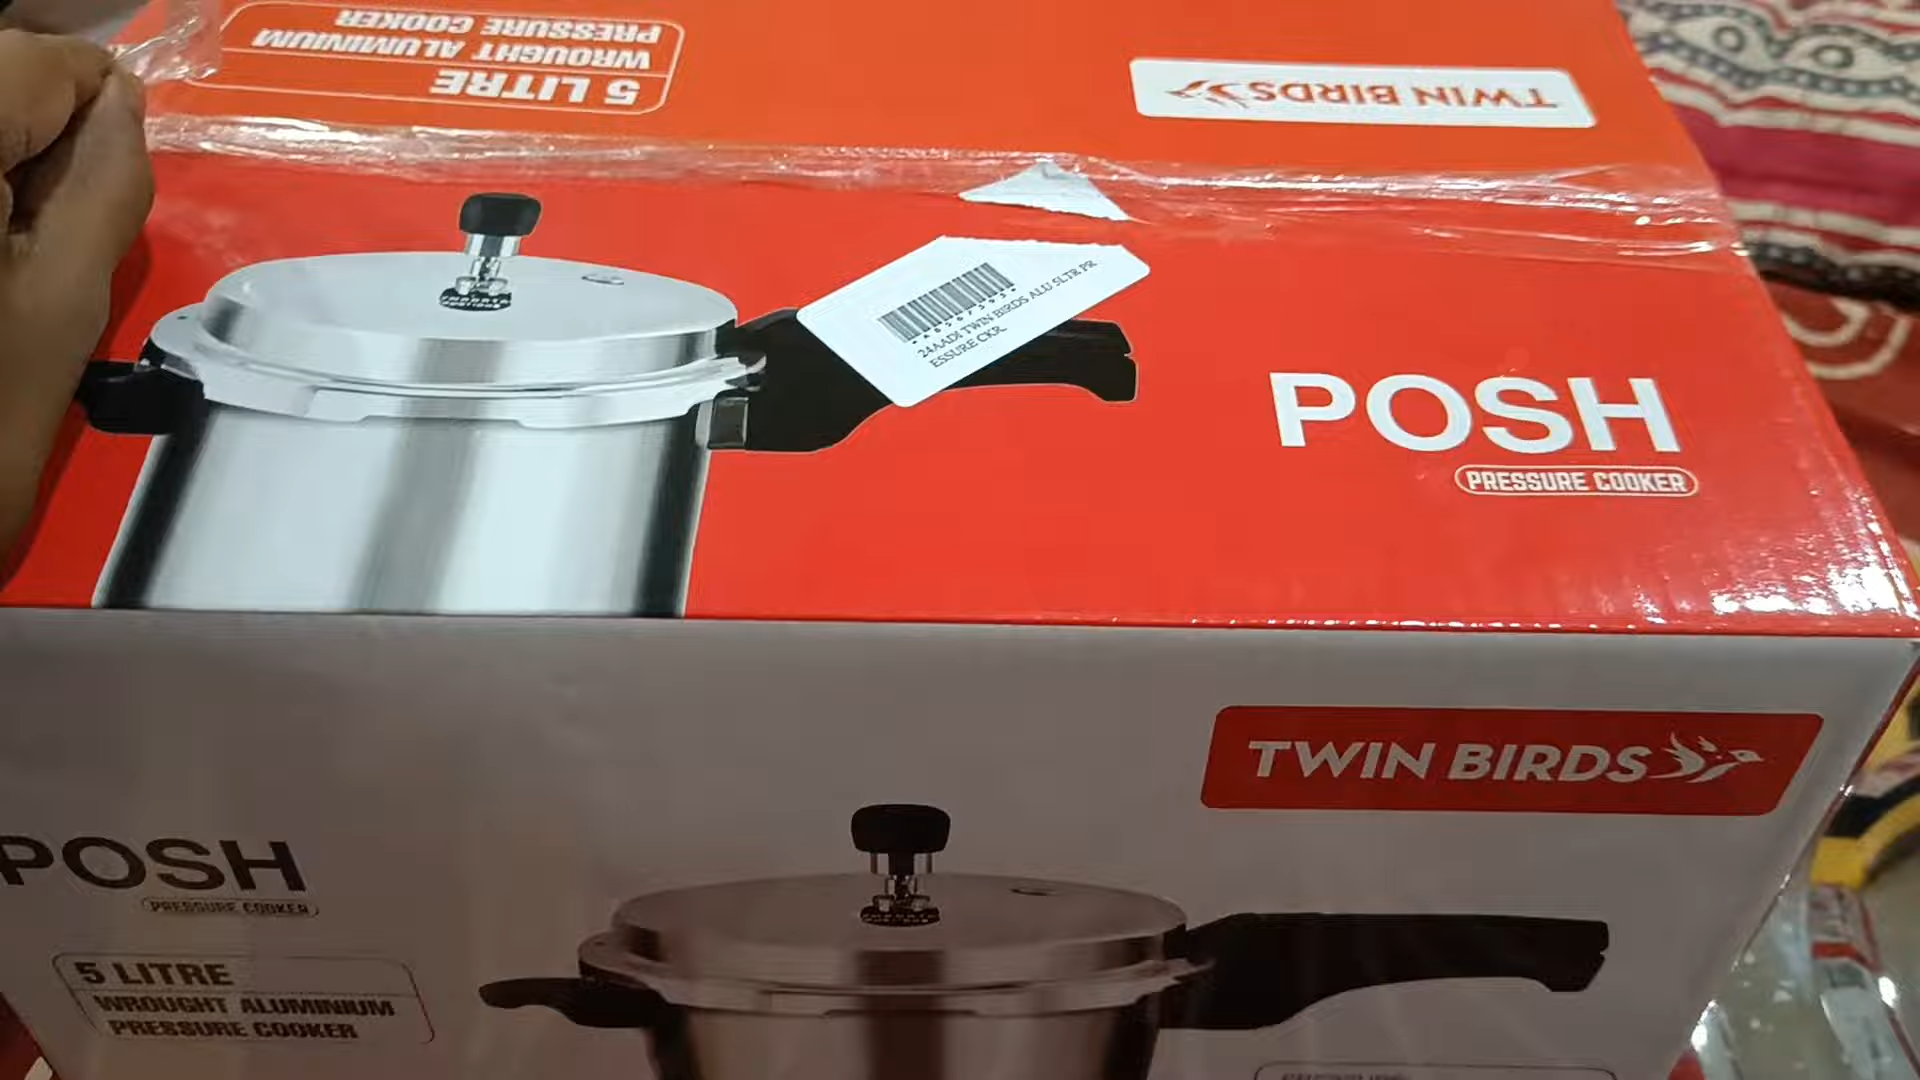 5 LITRE
WROUGHT ALUMINIUM
PRESSURE COOKER
TWIN BIRDS
24AADI TWIN BIRDS ALU 5LTR PR
ESSURE CKR
POSH
PRESSURE COOKER
TWIN BIRDS
POSH
PRESSURE COOKER
5 LITRE
WROUGHT ALUMINIUM
PRESSURE COOKER